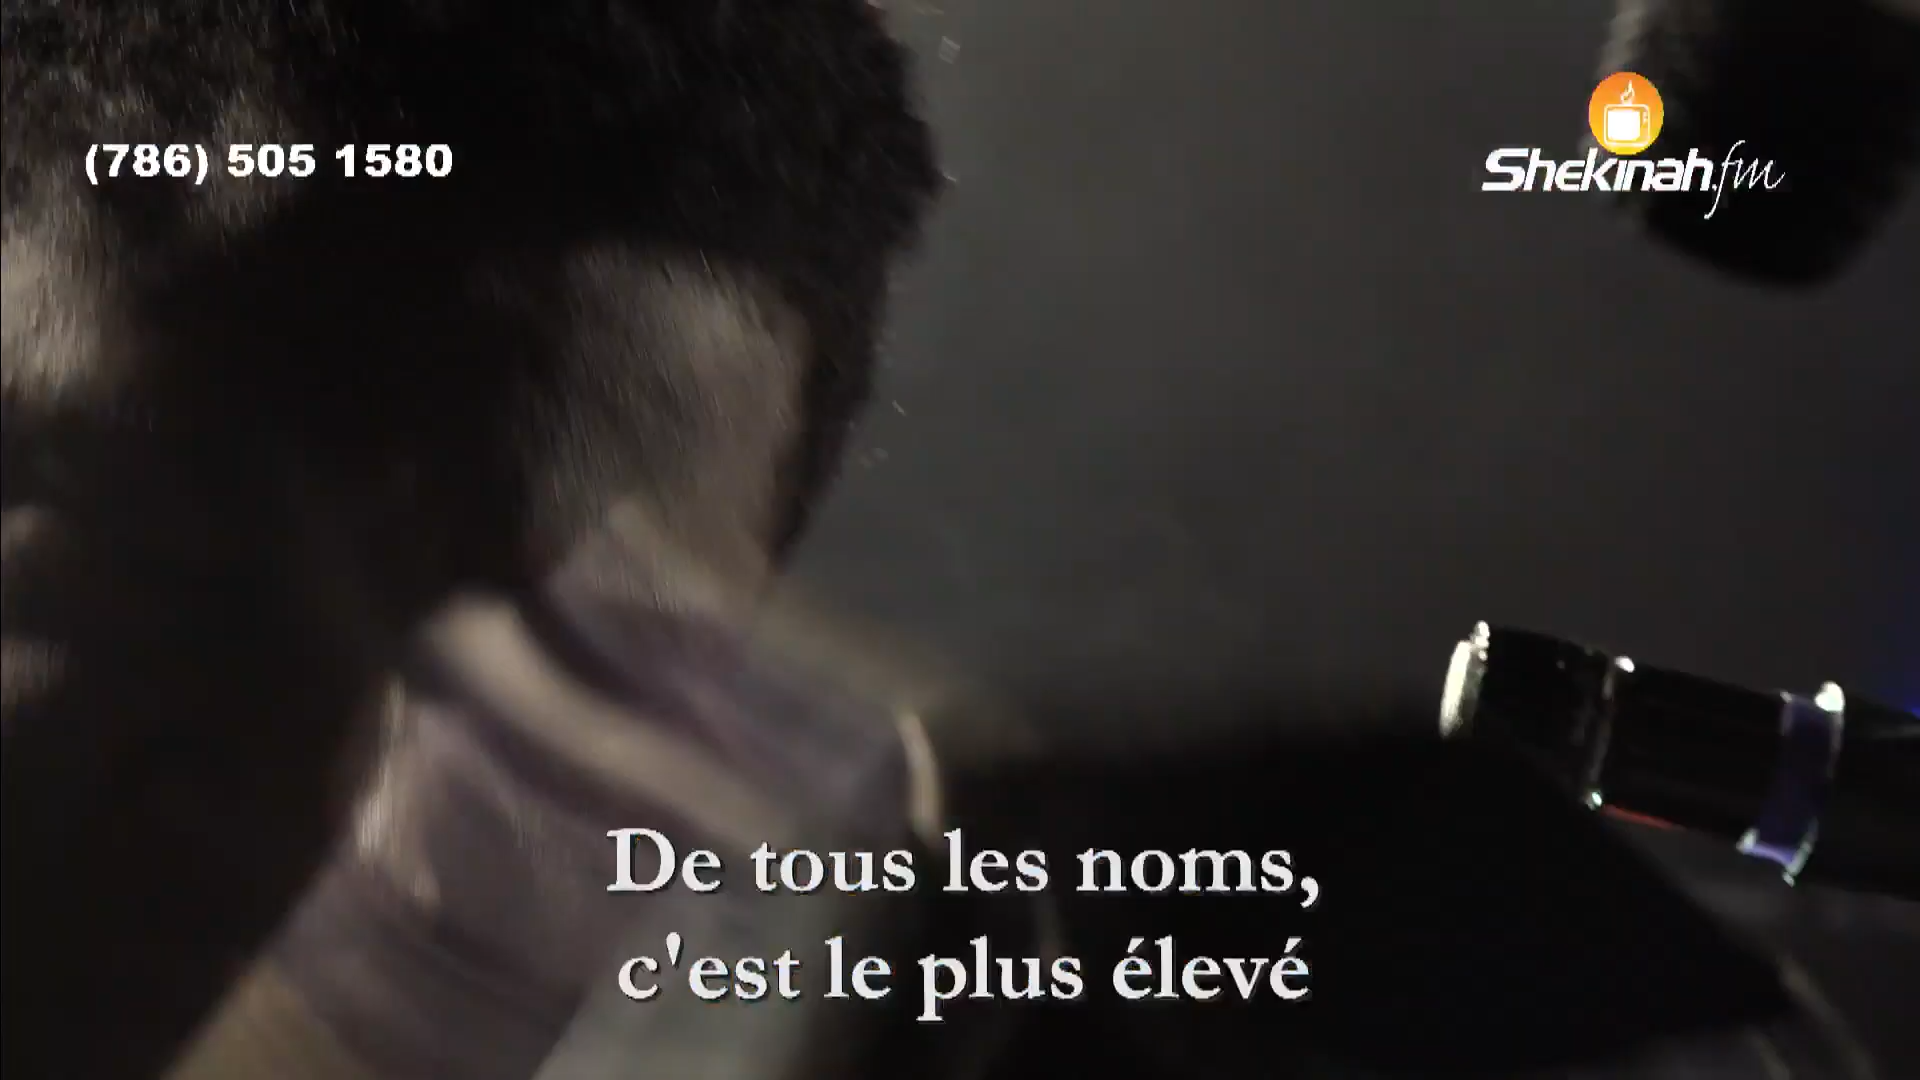 (786) 505 1580
Shekinah.fm
De tous les noms,
c'est le plus élevé